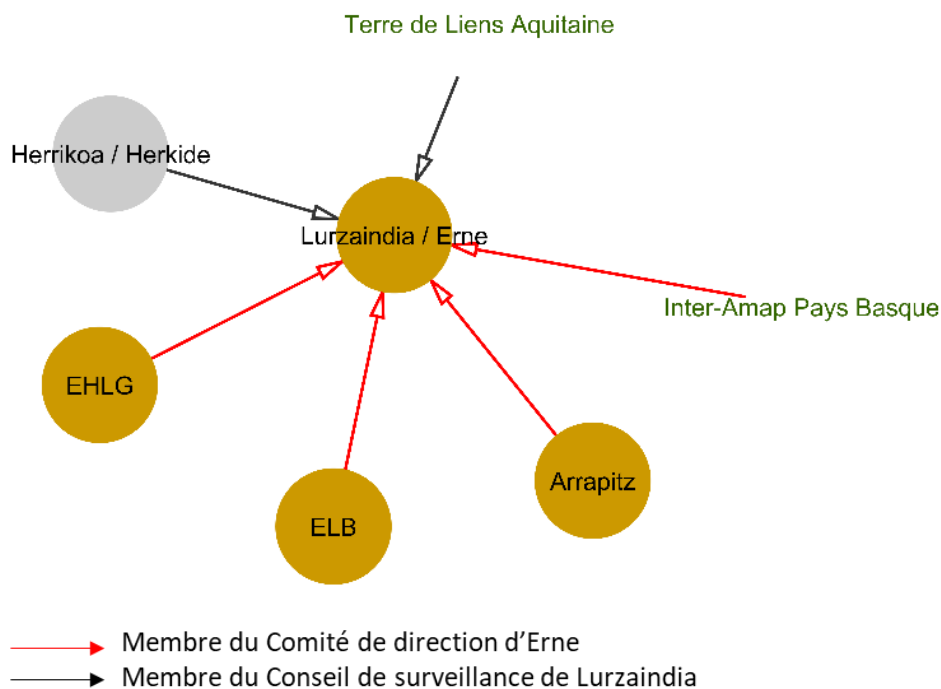 Terre de Liens Aquitaine
Herrikoa / Herkide
Lurzaindia / Erne
Inter-Amap Pays Basque
EHLG
Arrapitz
ELB
Membre du Comité de direction d’Erne
Membre du Conseil de surveillance de Lurzaindia